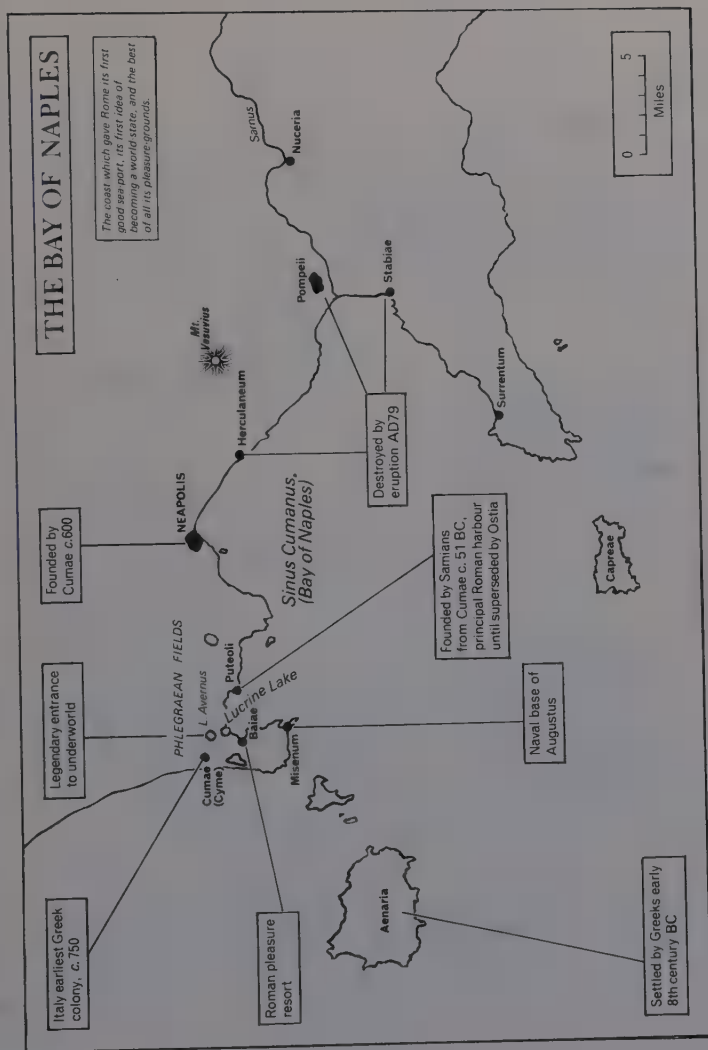 THE BAY OF NAPLES
The coast which gave Rome its first
good sea-port, its first idea of
becoming a world state, and the best
of all its pleasure-grounds.
Italy earliest Greek
colony, c. 750
Legendary entrance
to underworld
Founded by
Cumae c.600
PHLEGRAEAN FIELDS
L Avernus
Cumae
(Cyme)
Lucrine Lake
Baiae
Puteoli
Misenum
NEAPOLIS
Herculaneum
Mt.
Vesuvius
Pompeii
Sarnus
Nuceria
Stabiae
Surrentum
Sinus Cumanus,
(Bay of Naples)
Destroyed by
eruption AD79
Roman pleasure
resort
Founded by Samians
from Cumae c. 51 BC,
principal Roman harbour
until superseded by Ostia
Aenaria
Capreae
Naval base of
Augustus
Settled by Greeks early
8th century BC
0 5
Miles